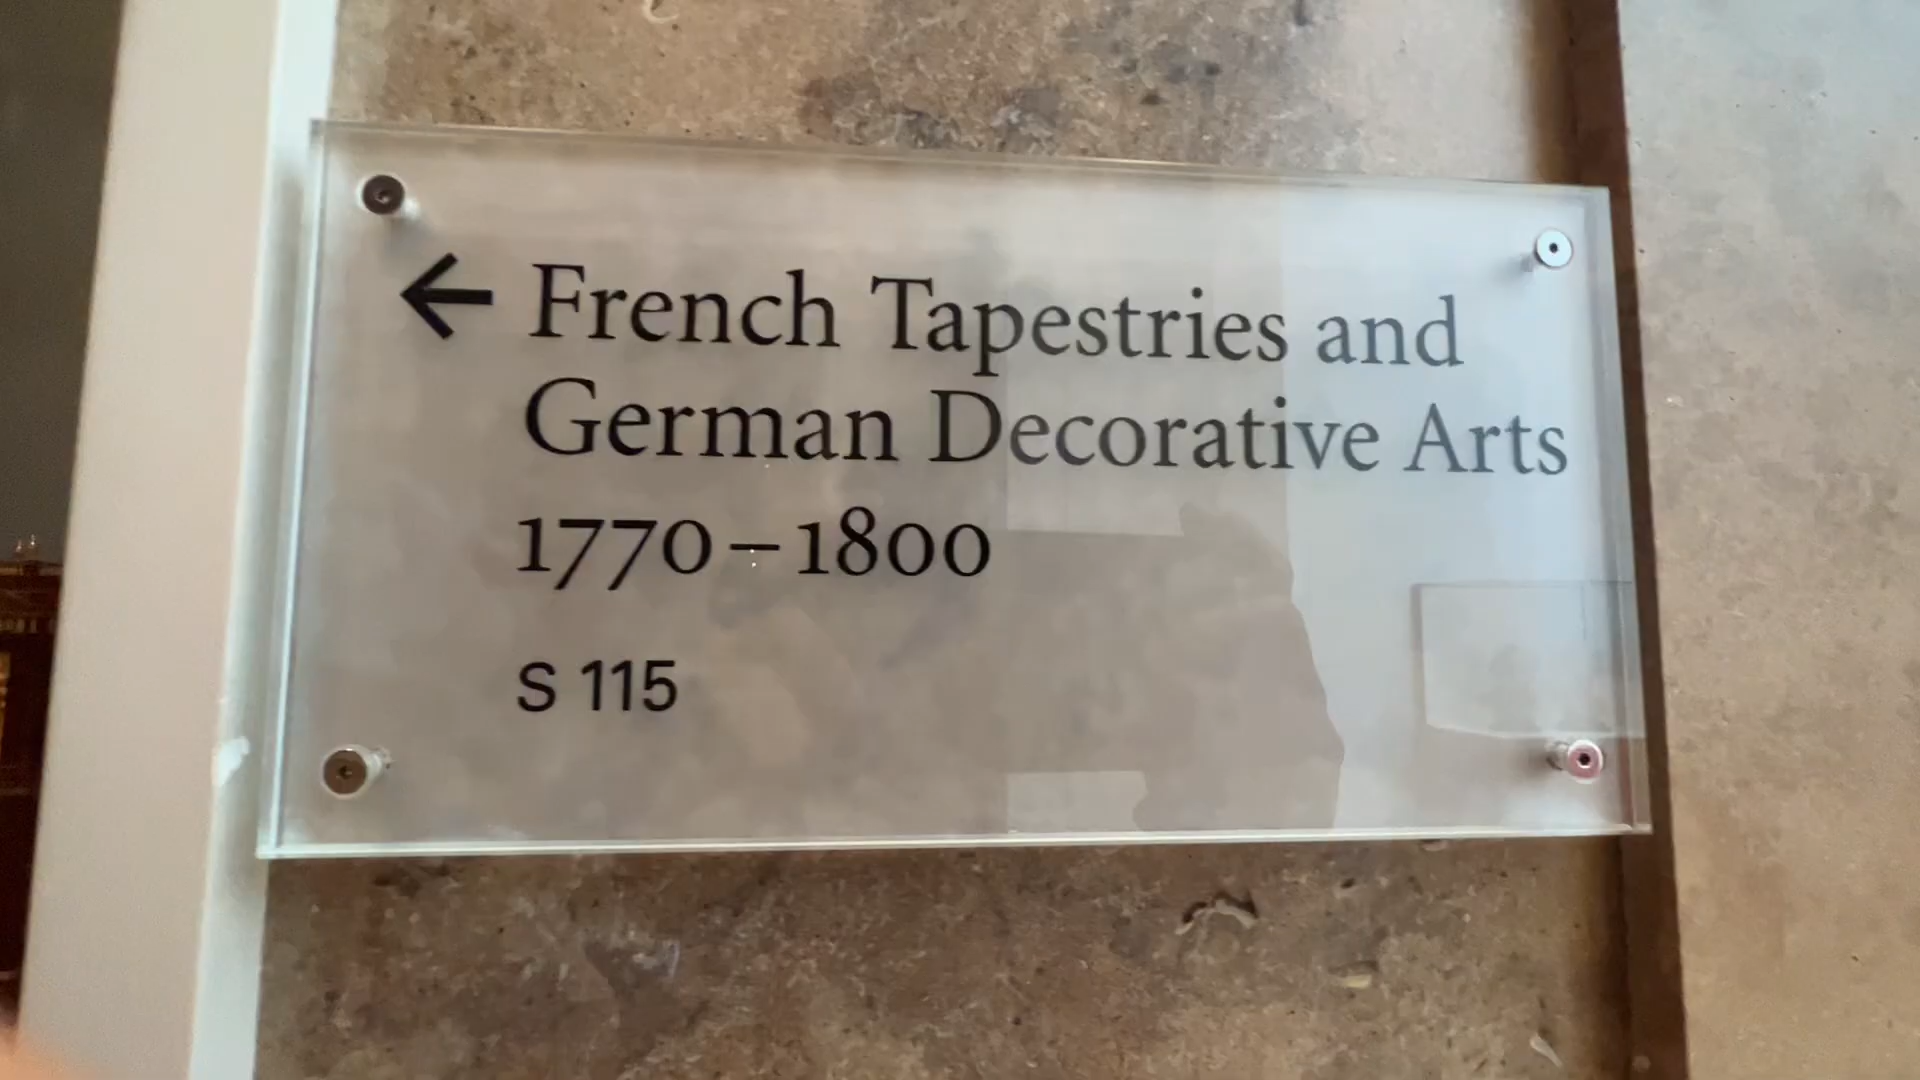 ← French Tapestries and
German Decorative Arts
1770–1800
S 115